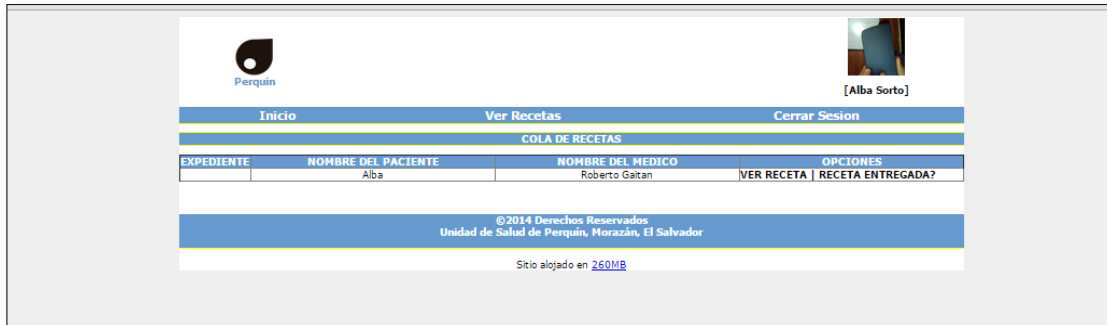 Perquin
[Alba Sorto]
Inicio Ver Recetas Cerrar Sesion
COLA DE RECETAS
EXPEDIENTE NOMBRE DEL PACIENTE NOMBRE DEL MEDICO OPCIONES
Alba Roberto Gaitan VER RECETA | RECETA ENTREGADA?
©2014 Derechos Reservados
Unidad de Salud de Perquín, Morazán, El Salvador
Sitio alojado en 260MB